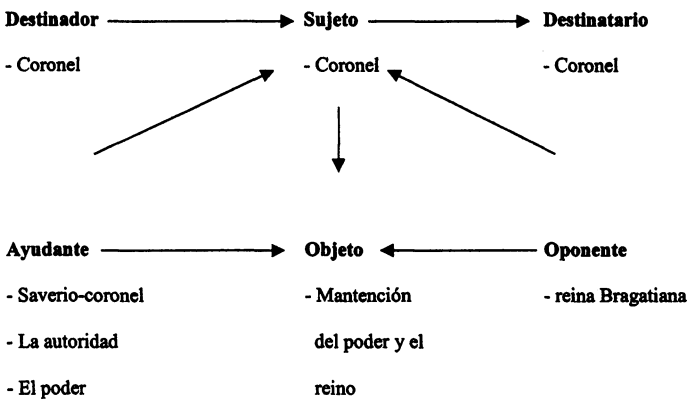 Destinador Sujeto Destinatario
- Coronel - Coronel - Coronel
Ayudante Objeto Oponente
- Saverio-coronel - Mantención - reina Bragatiana
- La autoridad del poder y el
- El poder reino